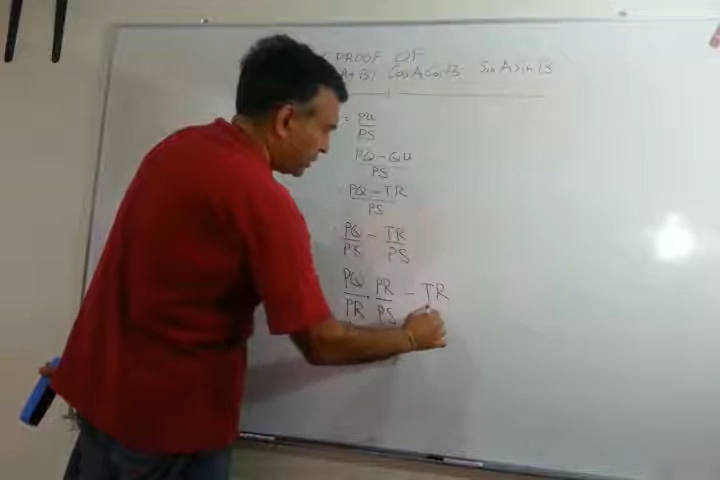 PROOF OF
A+B) Cos A Cos B Sin A Sin B
= PU
PS
PQ - QU
PS
= PQ - TR
PS
PQ - TR
PS PS
PQ . PR - TR
PR PS